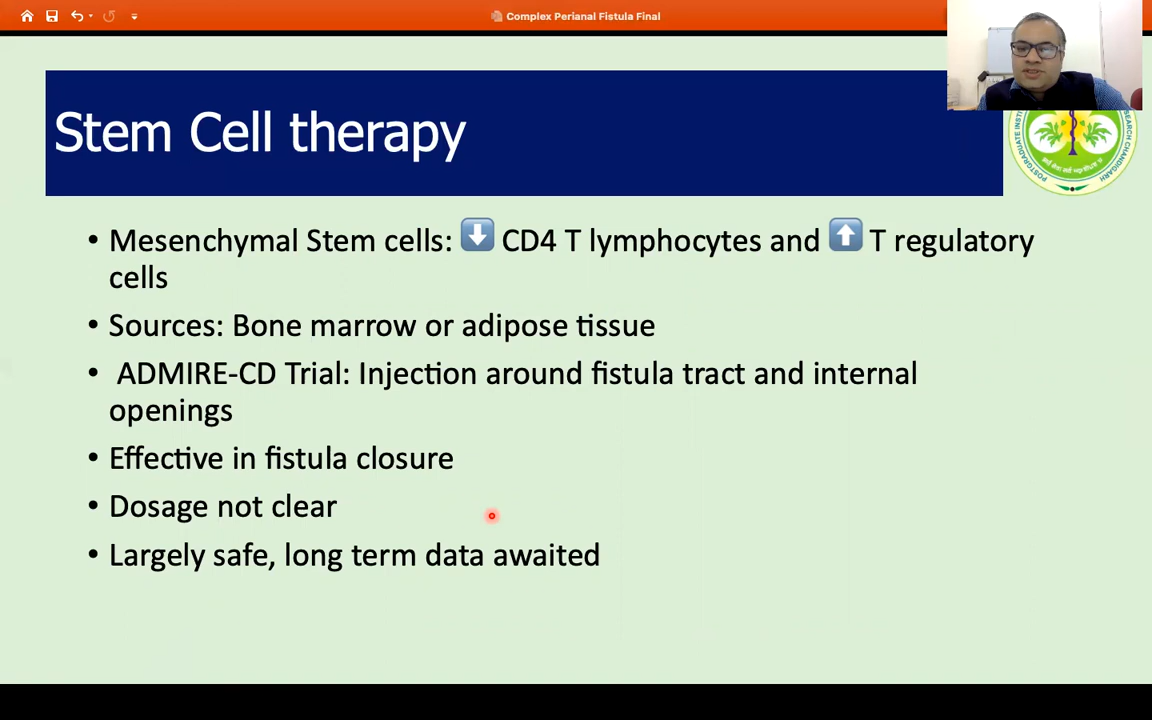 Complex Perianal Fistula Final
Stem Cell therapy
• Mesenchymal Stem cells: ⬇️ CD4 T lymphocytes and ⬆️ T regulatory
cells
• Sources: Bone marrow or adipose tissue
• ADMIRE-CD Trial: Injection around fistula tract and internal
openings
• Effective in fistula closure
• Dosage not clear
• Largely safe, long term data awaited